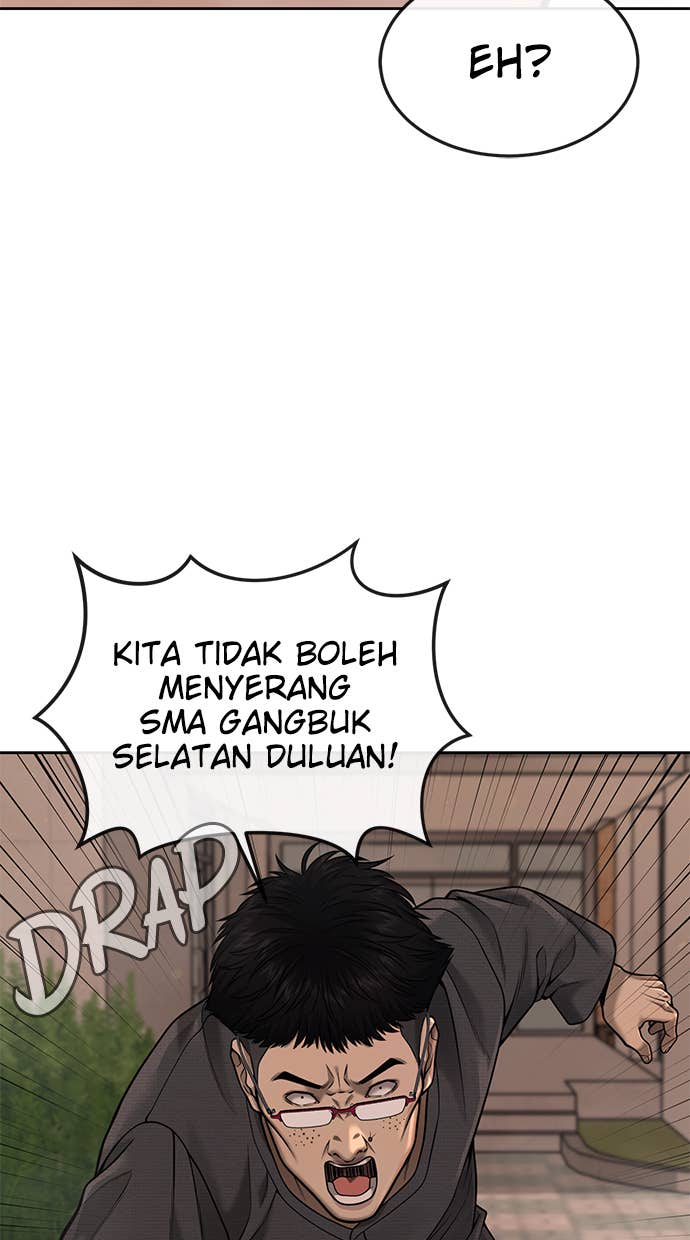 EH?
KITA TIDAK BOLEH
MENYERANG
SMA GANGBUK
SELATAN DULUAN!
DRAP